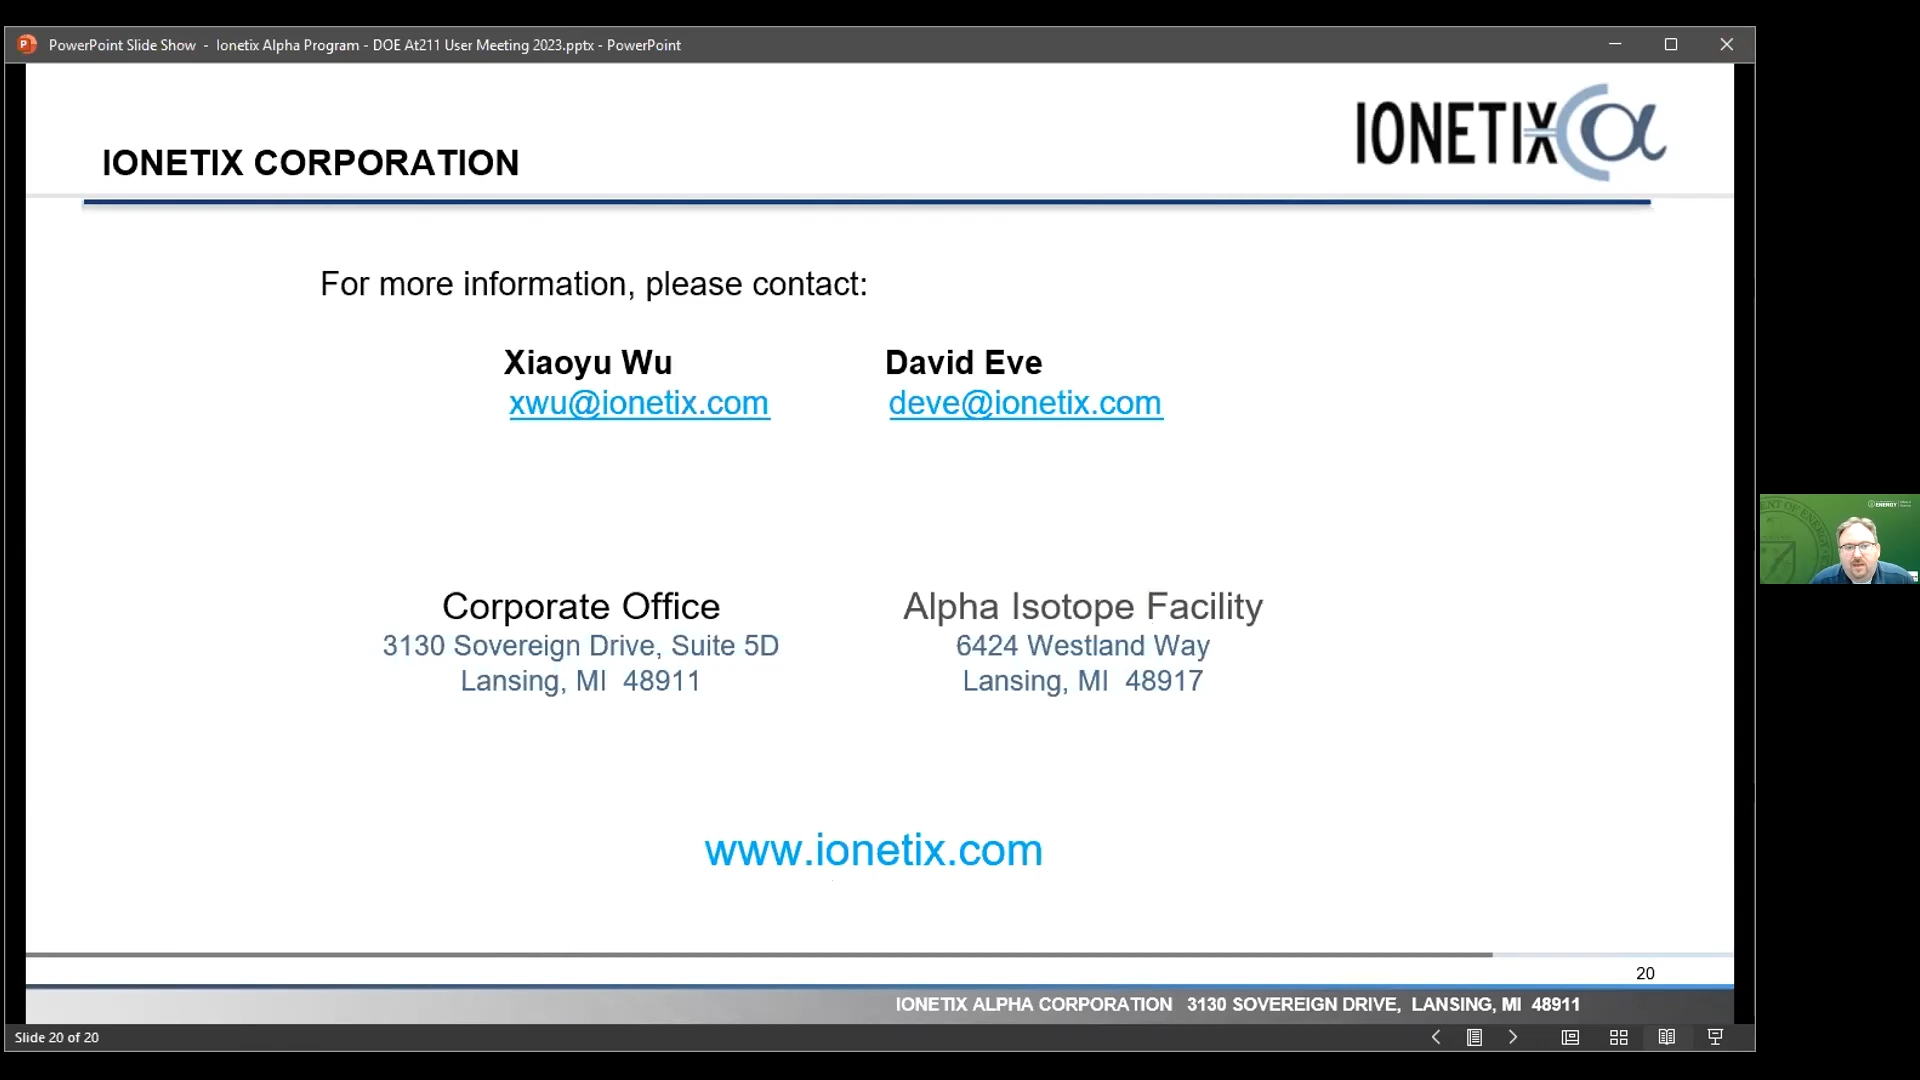 PowerPoint Slide Show - Ionetix Alpha Program - DOE At211 User Meeting 2023.pptx - PowerPoint
IONETIX α
IONETIX CORPORATION
For more information, please contact:
Xiaoyu Wu
xwu@ionetix.com
David Eve
deve@ionetix.com
Corporate Office
3130 Sovereign Drive, Suite 5D
Lansing, MI 48911
Alpha Isotope Facility
6424 Westland Way
Lansing, MI 48917
www.ionetix.com
20
IONETIX ALPHA CORPORATION 3130 SOVEREIGN DRIVE, LANSING, MI 48911
Slide 20 of 20
ENERGY